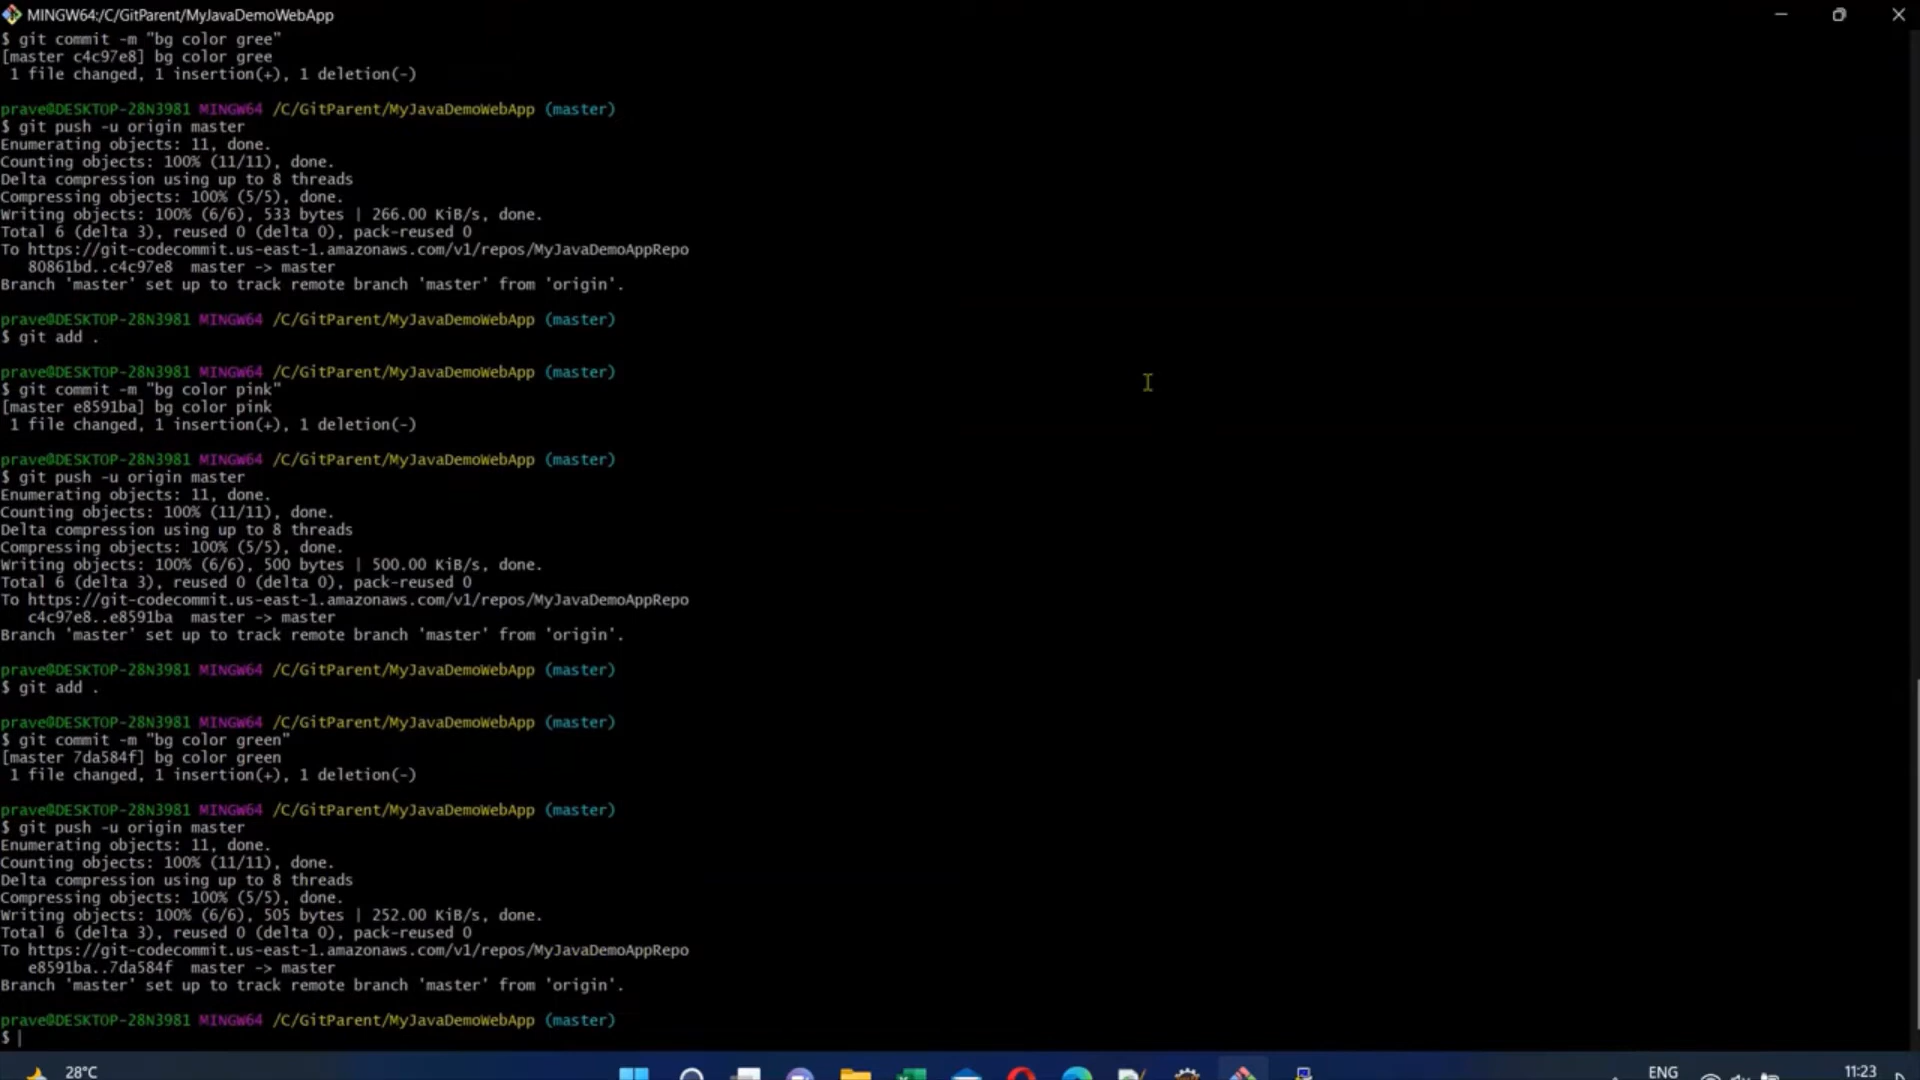 MINGW64:/C/GitParent/MyJavaDemoWebApp
$ git commit -m "bg color gree"
[master c4c97e8] bg color gree
 1 file changed, 1 insertion(+), 1 deletion(-)
prave@DESKTOP-28N3981 MINGW64 /C/GitParent/MyJavaDemoWebApp (master)
$ git push -u origin master
Enumerating objects: 11, done.
Counting objects: 100% (11/11), done.
Delta compression using up to 8 threads
Compressing objects: 100% (5/5), done.
Writing objects: 100% (6/6), 533 bytes | 266.00 KiB/s, done.
Total 6 (delta 3), reused 0 (delta 0), pack-reused 0
To https://git-codecommit.us-east-1.amazonaws.com/v1/repos/MyJavaDemoAppRepo
   80861bd..c4c97e8  master -> master
Branch 'master' set up to track remote branch 'master' from 'origin'.
prave@DESKTOP-28N3981 MINGW64 /C/GitParent/MyJavaDemoWebApp (master)
$ git add .
prave@DESKTOP-28N3981 MINGW64 /C/GitParent/MyJavaDemoWebApp (master)
$ git commit -m "bg color pink"
[master e8591ba] bg color pink
 1 file changed, 1 insertion(+), 1 deletion(-)
prave@DESKTOP-28N3981 MINGW64 /C/GitParent/MyJavaDemoWebApp (master)
$ git push -u origin master
Enumerating objects: 11, done.
Counting objects: 100% (11/11), done.
Delta compression using up to 8 threads
Compressing objects: 100% (5/5), done.
Writing objects: 100% (6/6), 500 bytes | 500.00 KiB/s, done.
Total 6 (delta 3), reused 0 (delta 0), pack-reused 0
To https://git-codecommit.us-east-1.amazonaws.com/v1/repos/MyJavaDemoAppRepo
   c4c97e8..e8591ba  master -> master
Branch 'master' set up to track remote branch 'master' from 'origin'.
prave@DESKTOP-28N3981 MINGW64 /C/GitParent/MyJavaDemoWebApp (master)
$ git add .
prave@DESKTOP-28N3981 MINGW64 /C/GitParent/MyJavaDemoWebApp (master)
$ git commit -m "bg color green"
[master 7da584f] bg color green
 1 file changed, 1 insertion(+), 1 deletion(-)
prave@DESKTOP-28N3981 MINGW64 /C/GitParent/MyJavaDemoWebApp (master)
$ git push -u origin master
Enumerating objects: 11, done.
Counting objects: 100% (11/11), done.
Delta compression using up to 8 threads
Compressing objects: 100% (5/5), done.
Writing objects: 100% (6/6), 505 bytes | 252.00 KiB/s, done.
Total 6 (delta 3), reused 0 (delta 0), pack-reused 0
To https://git-codecommit.us-east-1.amazonaws.com/v1/repos/MyJavaDemoAppRepo
   e8591ba..7da584f  master -> master
Branch 'master' set up to track remote branch 'master' from 'origin'.
prave@DESKTOP-28N3981 MINGW64 /C/GitParent/MyJavaDemoWebApp (master)
$
28°C ENG 11:23